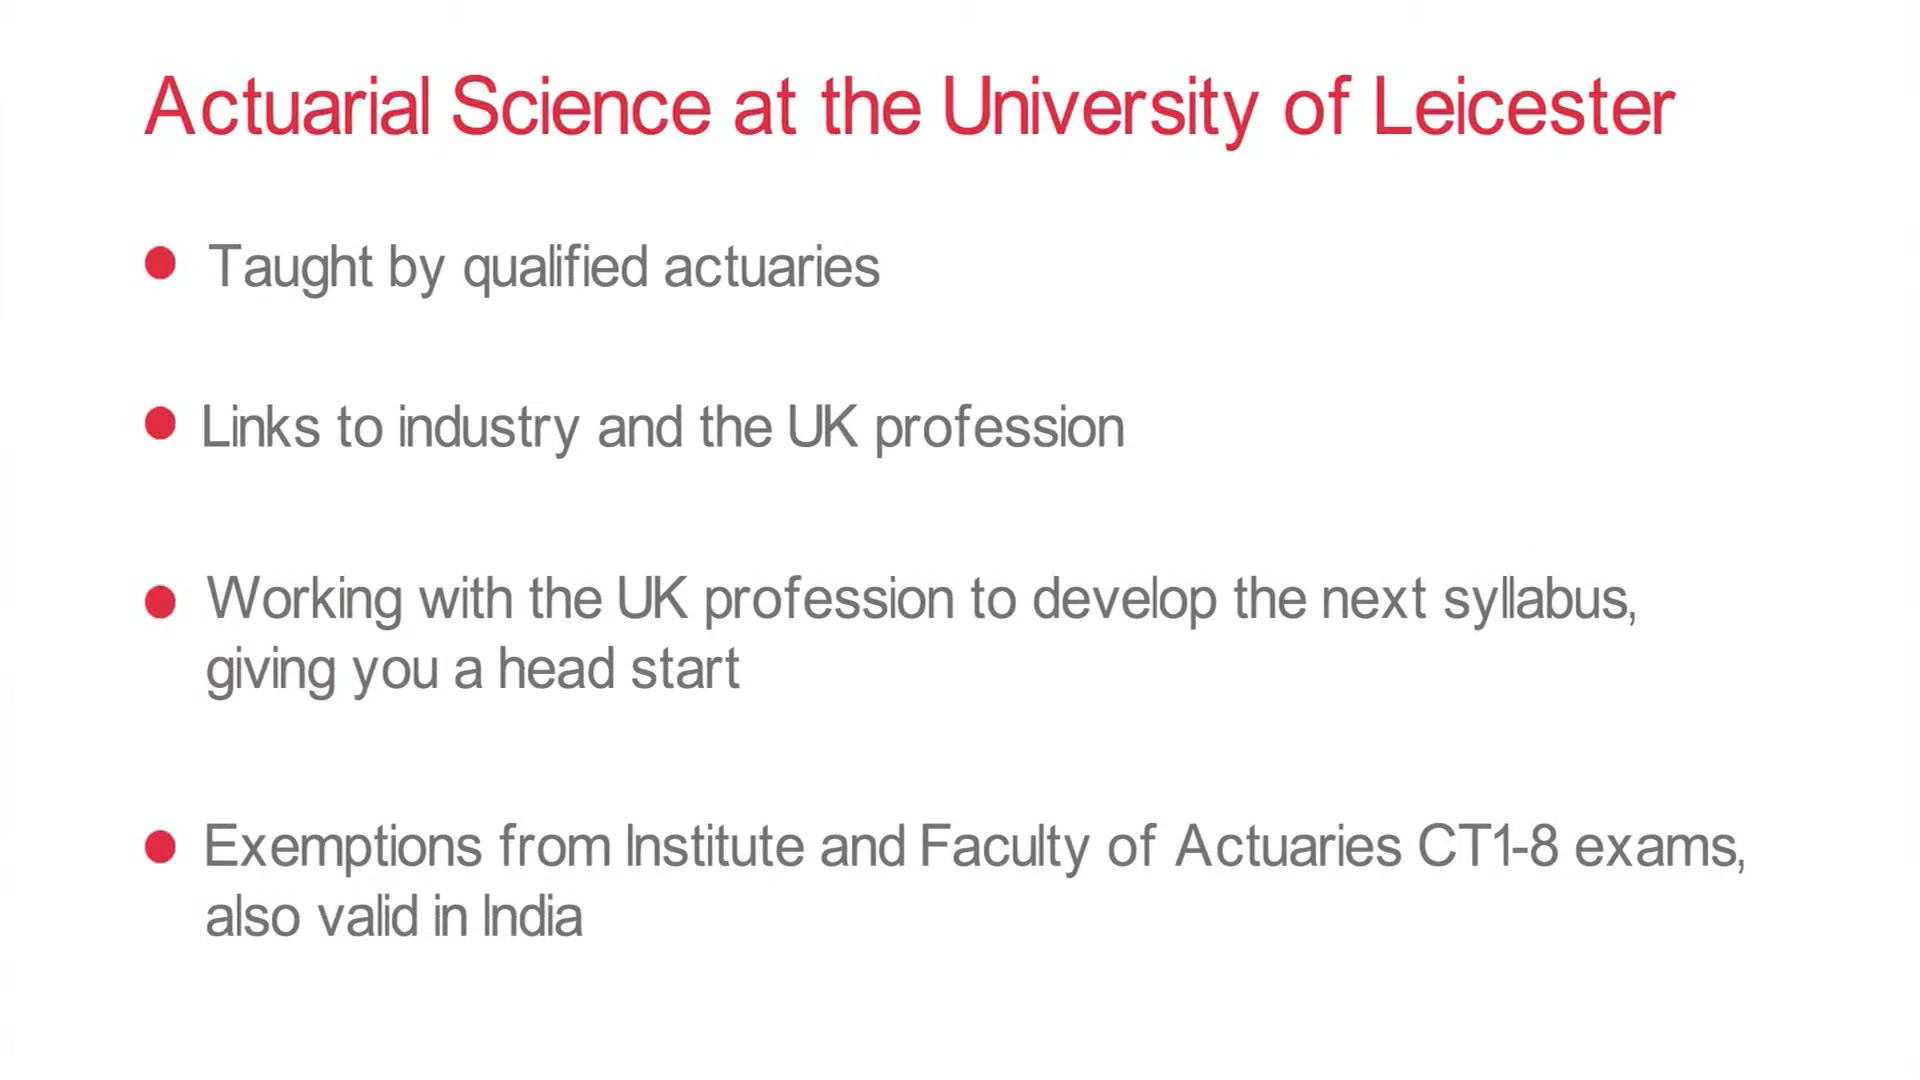 Actuarial Science at the University of Leicester
Taught by qualified actuaries
Links to industry and the UK profession
Working with the UK profession to develop the next syllabus,
giving you a head start
Exemptions from Institute and Faculty of Actuaries CT1-8 exams,
also valid in India